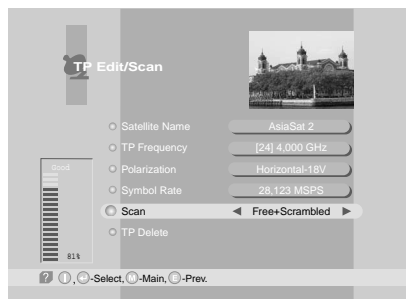 TP Edit/Scan
Satellite Name AsiaSat 2
TP Frequency [24] 4,000 GHz
Polarization Horizontal-18V
Symbol Rate 28,123 MSPS
Scan Free+Scrambled
TP Delete
Good
81%
?, -Select, M-Main, E-Prev.